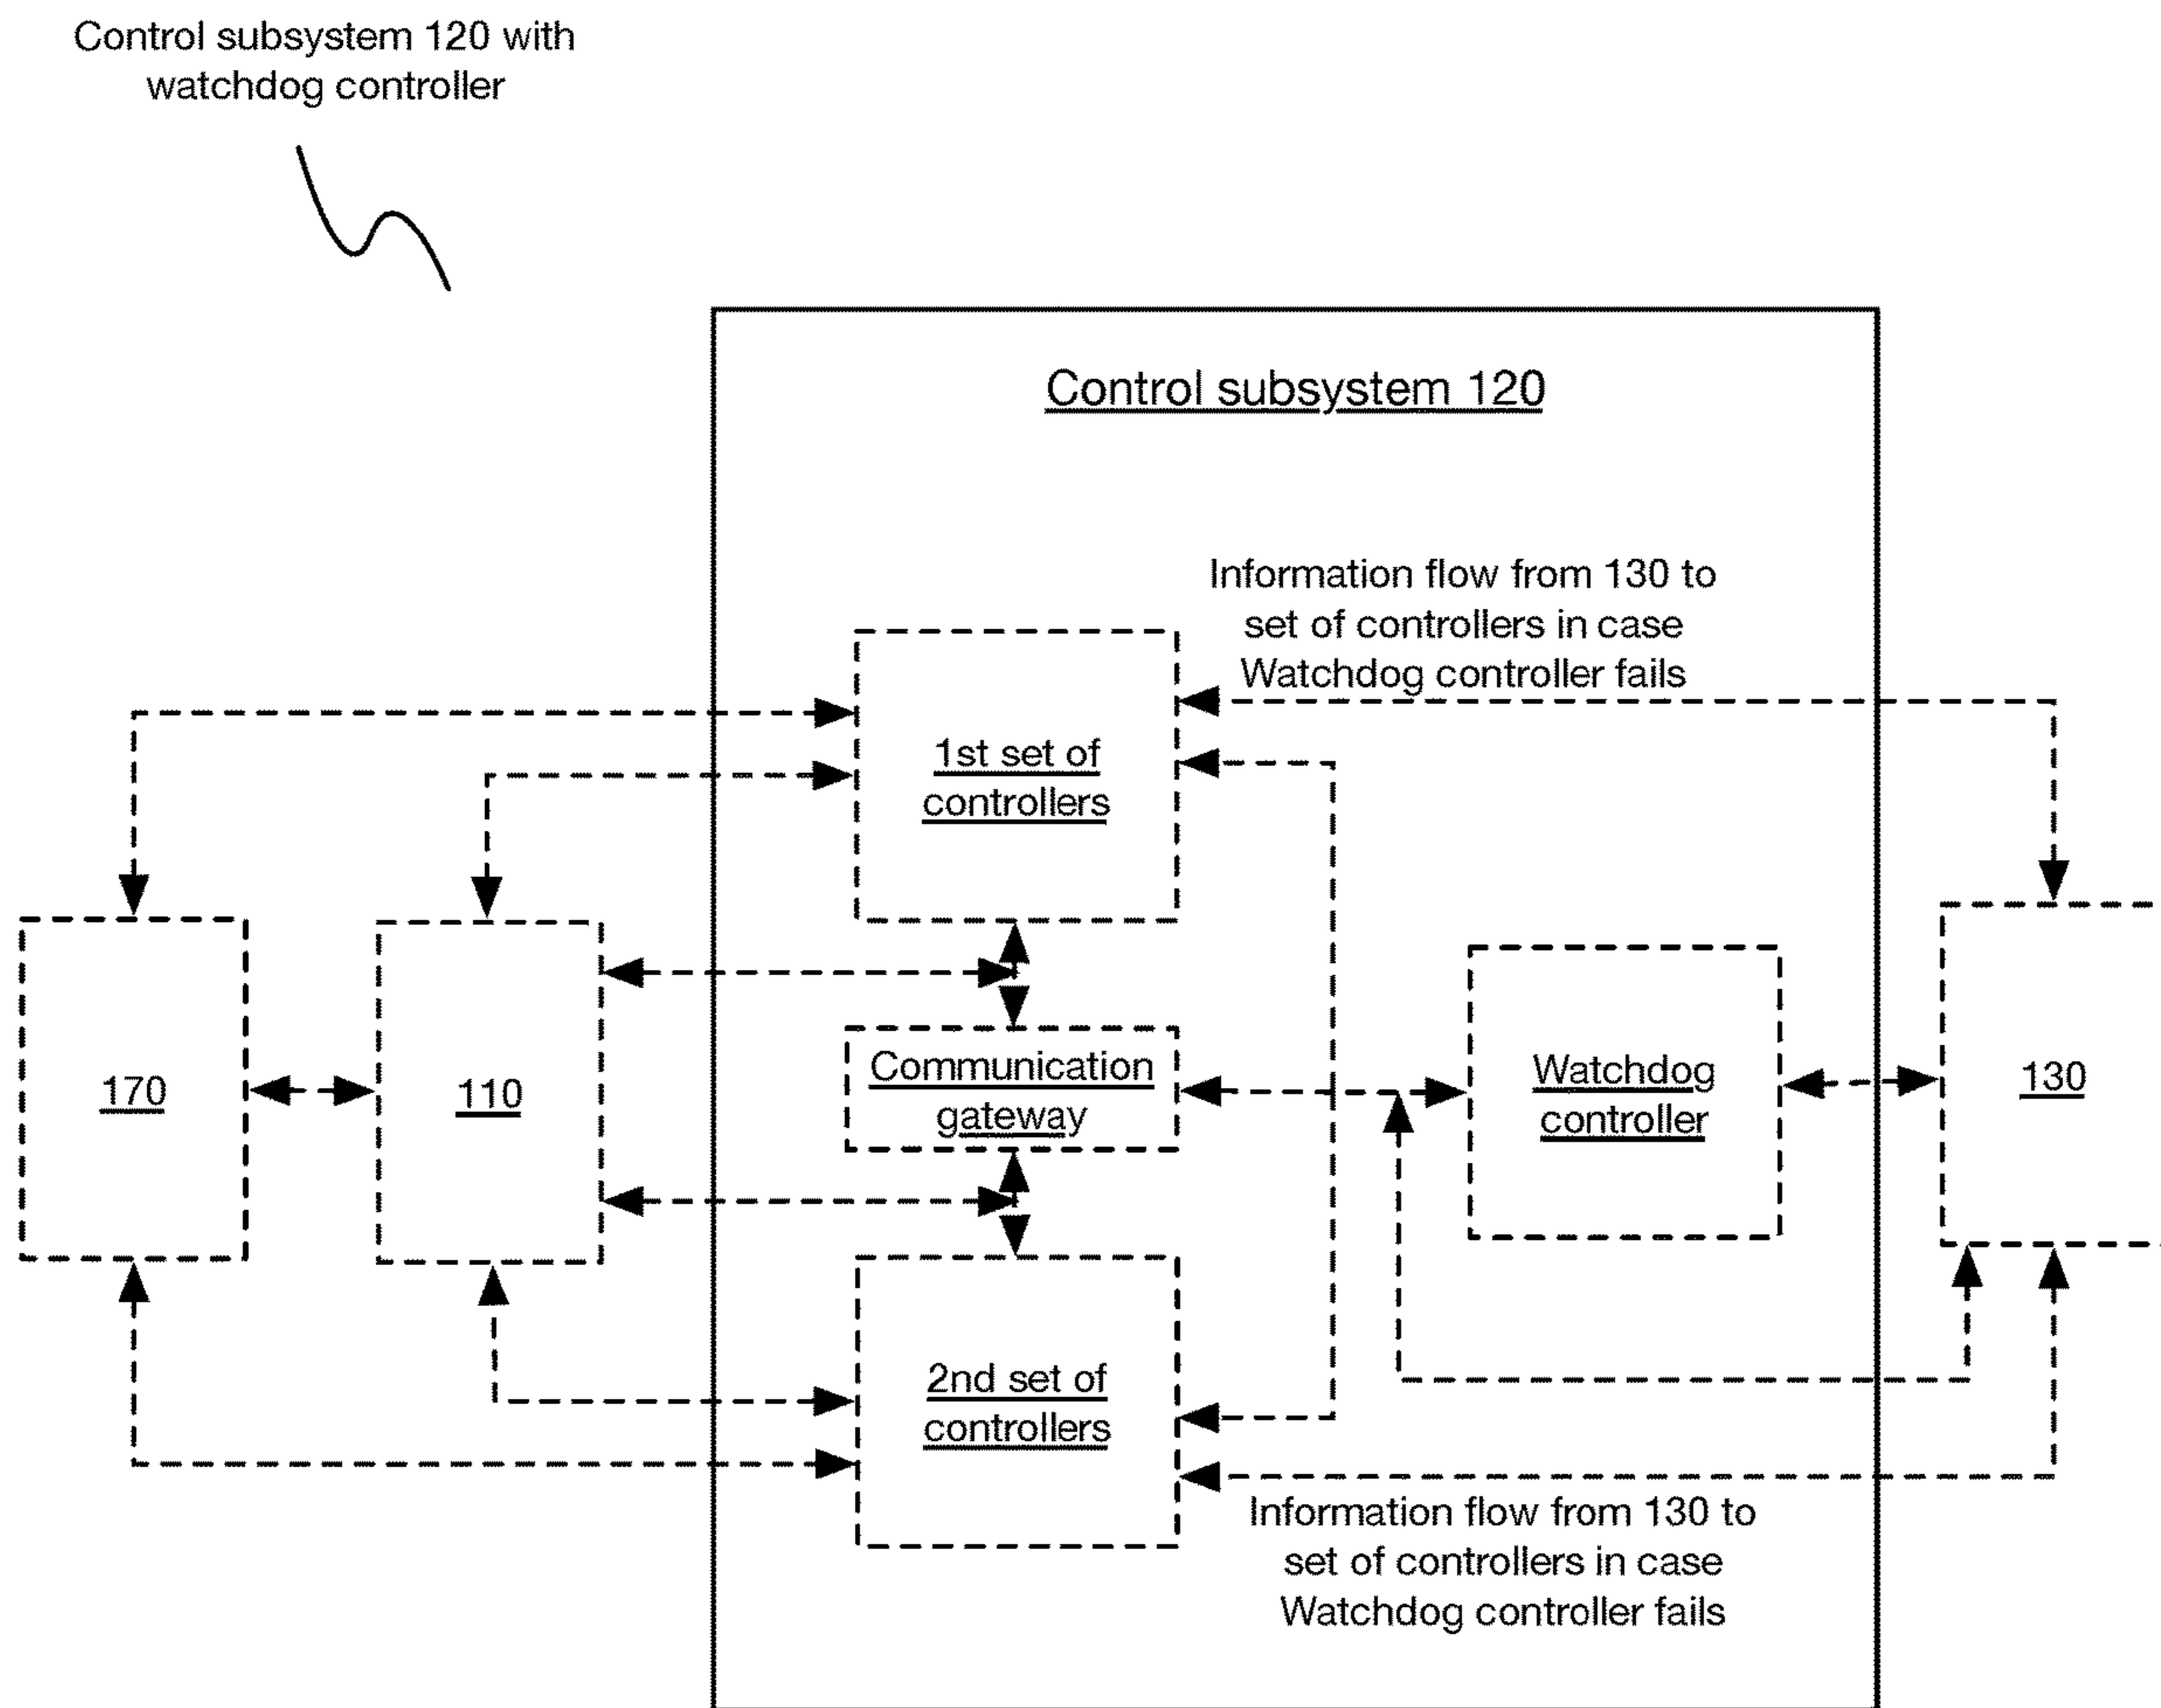 Control subsystem 120 with
watchdog controller
Control subsystem 120
Information flow from 130 to
set of controllers in case
Watchdog controller fails
1st set of
controllers
170
110
Communication
gateway
Watchdog
controller
130
2nd set of
controllers
Information flow from 130 to
set of controllers in case
Watchdog controller fails